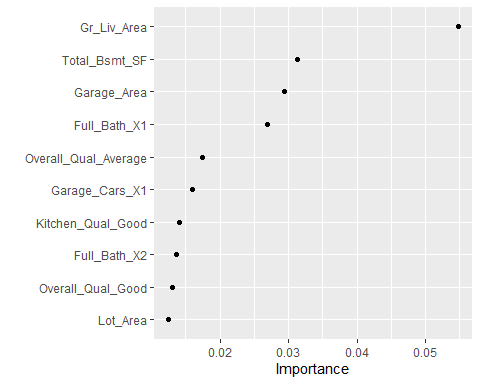 Gr_Liv_Area
Total_Bsmt_SF
Garage_Area
Full_Bath_X1
Overall_Qual_Average
Garage_Cars_X1
Kitchen_Qual_Good
Full_Bath_X2
Overall_Qual_Good
Lot_Area
0.02 0.03 0.04 0.05
Importance